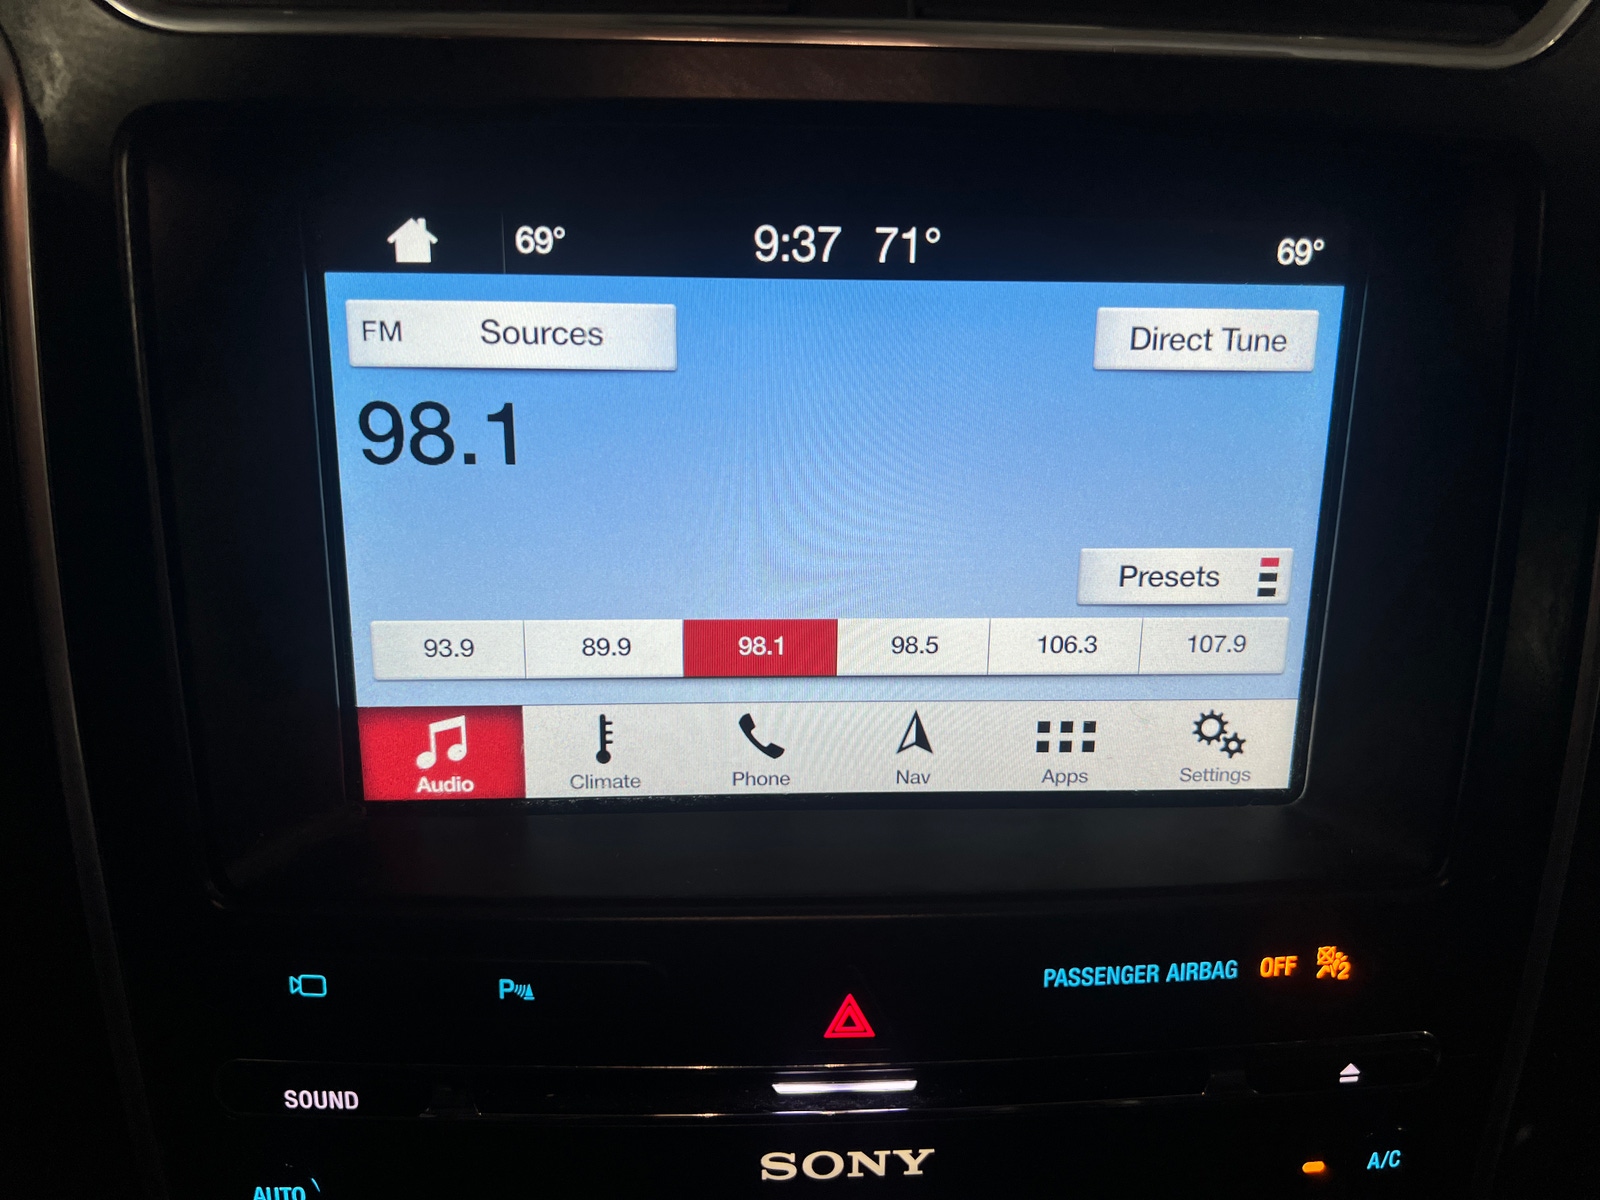 69° 9:37 71° 69°
FM Sources Direct Tune
98.1
Presets
93.9 89.9 98.1 98.5 106.3 107.9
Audio Climate Phone Nav Apps Settings
P PASSENGER AIRBAG OFF 2
SOUND
SONY
AUTO A/C